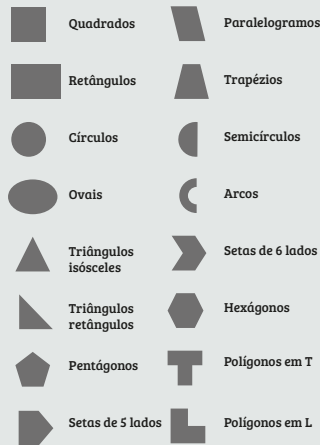 Quadrados
Paralelogramos
Retângulos
Trapézios
Círculos
Semicírculos
Ovais
Arcos
Triângulos
isósceles
Setas de 6 lados
Triângulos
retângulos
Hexágonos
Pentágonos
Polígonos em T
Setas de 5 lados
Polígonos em L